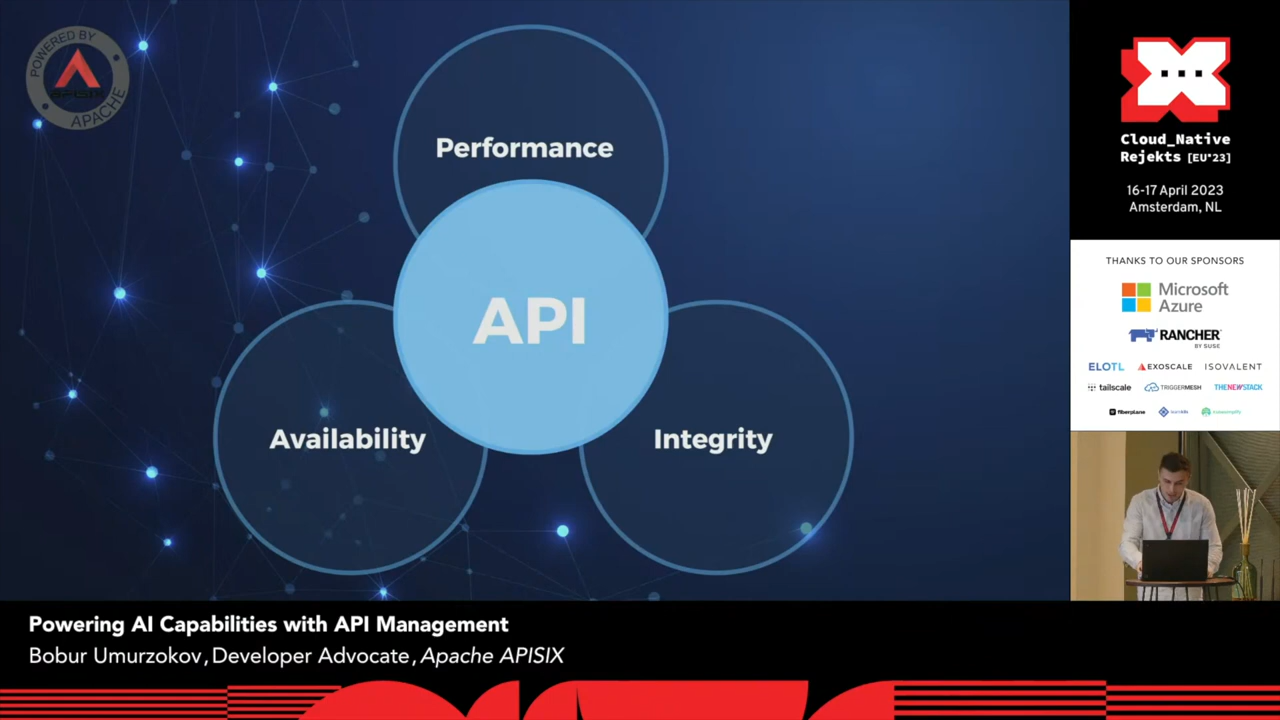 POWERED BY
APISIX
APACHE
Performance
API
Availability
Integrity
Cloud_Native
Rejekts [EU'23]
16-17 April 2023
Amsterdam, NL
THANKS TO OUR SPONSORS
Microsoft
Azure
RANCHER
BY SUSE
ELOTL
EXOSCALE
ISOVALENT
tailscale
TRIGGERMESH
THENEWSTACK
fiberplane
Powering AI Capabilities with API Management
Bobur Umurzokov, Developer Advocate, Apache APISIX